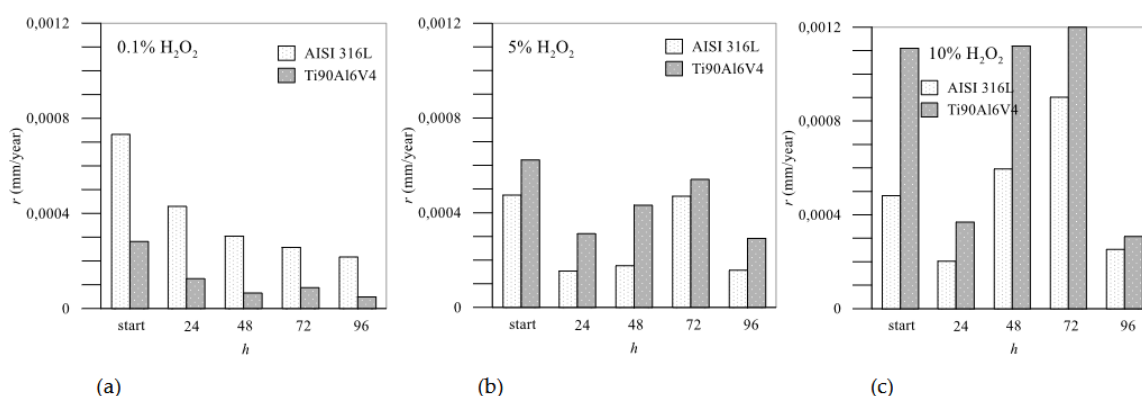 0,0012
0.1% H₂O₂
AISI 316L
Ti90Al6V4
0,0008
r (mm/year)
0,0004
0
start 24 48 72 96
h
(a)
0,0012
5% H₂O₂
AISI 316L
Ti90Al6V4
0,0008
r (mm/year)
0,0004
0
start 24 48 72 96
h
(b)
0,0012
10% H₂O₂
AISI 316L
Ti90Al6V4
0,0008
r (mm/year)
0,0004
0
start 24 48 72 96
h
(c)